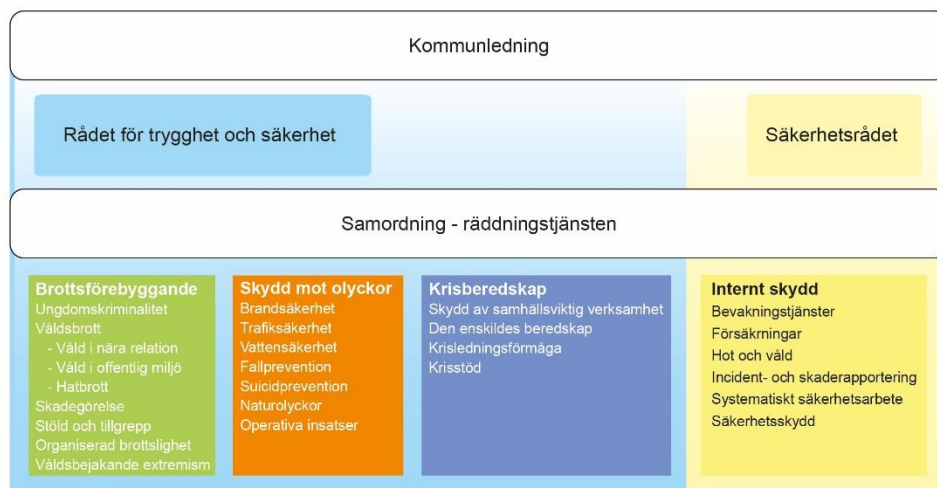 Kommunledning
Rådet för trygghet och säkerhet
Säkerhetsrådet
Samordning - räddningstjänsten
Brottsförebyggande
Ungdomskriminalitet
Våldsbrott
- Våld i nära relation
- Våld i offentlig miljö
- Hatbrott
Skadegörelse
Stöld och tillgrepp
Organiserad brottslighet
Våldsbejakande extremism
Skydd mot olyckor
Brandsäkerhet
Trafiksäkerhet
Vattensäkerhet
Fallprevention
Suicidprevention
Naturolyckor
Operativa insatser
Krisberedskap
Skydd av samhällsviktig verksamhet
Den enskildes beredskap
Krisledningsförmåga
Krisstöd
Internt skydd
Bevakningstjänster
Försäkrningar
Hot och våld
Incident- och skaderapportering
Systematiskt säkerhetsarbete
Säkerhetsskydd